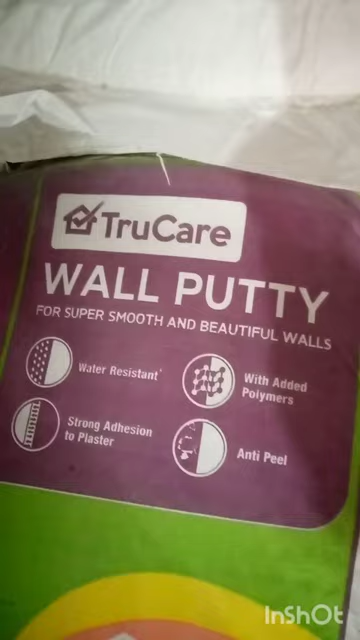 TruCare
WALL PUTTY
FOR SUPER SMOOTH AND BEAUTIFUL WALLS
Water Resistant*
With Added
Polymers
Strong Adhesion
to Plaster
Anti Peel
InShOt